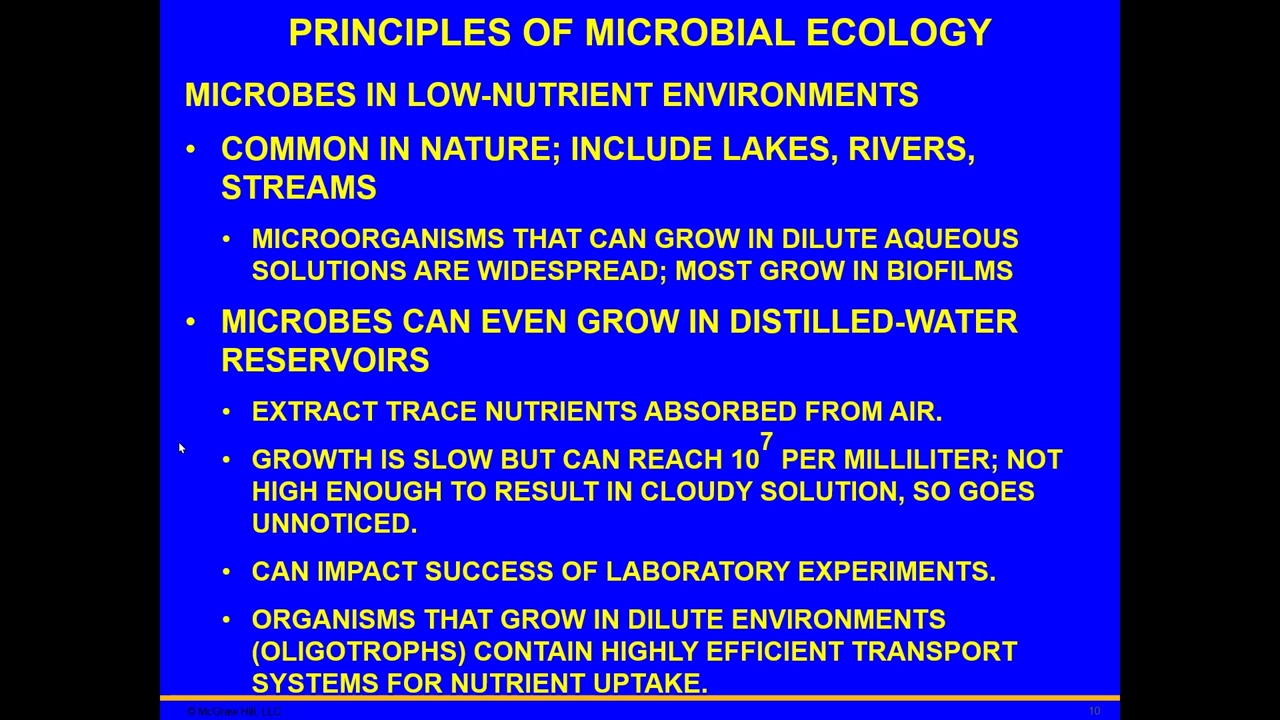 PRINCIPLES OF MICROBIAL ECOLOGY
MICROBES IN LOW-NUTRIENT ENVIRONMENTS
• COMMON IN NATURE; INCLUDE LAKES, RIVERS,
STREAMS
• MICROORGANISMS THAT CAN GROW IN DILUTE AQUEOUS
SOLUTIONS ARE WIDESPREAD; MOST GROW IN BIOFILMS
• MICROBES CAN EVEN GROW IN DISTILLED-WATER
RESERVOIRS
• EXTRACT TRACE NUTRIENTS ABSORBED FROM AIR.
• GROWTH IS SLOW BUT CAN REACH 10⁷ PER MILLILITER; NOT
HIGH ENOUGH TO RESULT IN CLOUDY SOLUTION, SO GOES
UNNOTICED.
• CAN IMPACT SUCCESS OF LABORATORY EXPERIMENTS.
• ORGANISMS THAT GROW IN DILUTE ENVIRONMENTS
(OLIGOTROPHS) CONTAIN HIGHLY EFFICIENT TRANSPORT
SYSTEMS FOR NUTRIENT UPTAKE.
© McGraw Hill, LLC
10